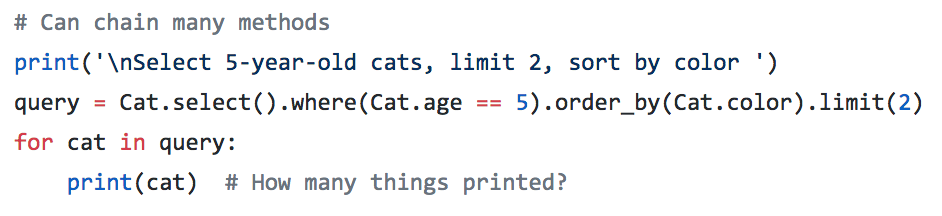 # Can chain many methods
print('\nSelect 5-year-old cats, limit 2, sort by color ')
query = Cat.select().where(Cat.age == 5).order_by(Cat.color).limit(2)
for cat in query:
    print(cat)  # How many things printed?